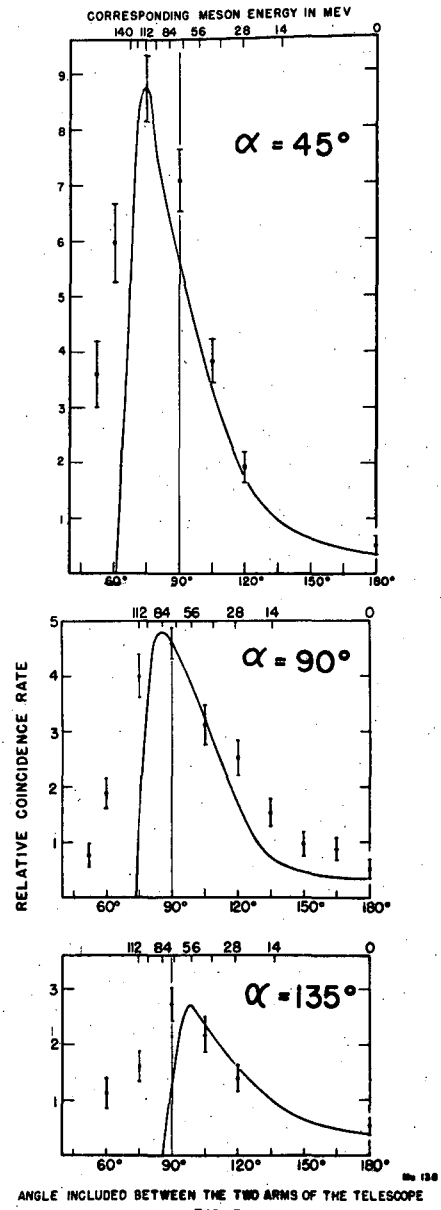 CORRESPONDING MESON ENERGY IN MEV
140 112 84 56 28 14 0
9
8
7
6
5
4
3
2
1
α = 45°
60° 90° 120° 150° 180°
112 84 56 28 14 0
5
4
3
2
1
α = 90°
60° 90° 120° 150° 180°
RELATIVE COINCIDENCE RATE
112 84 56 28 14 0
3
2
1
α = 135°
60° 90° 120° 150° 180°
ANGLE INCLUDED BETWEEN THE TWO ARMS OF THE TELESCOPE